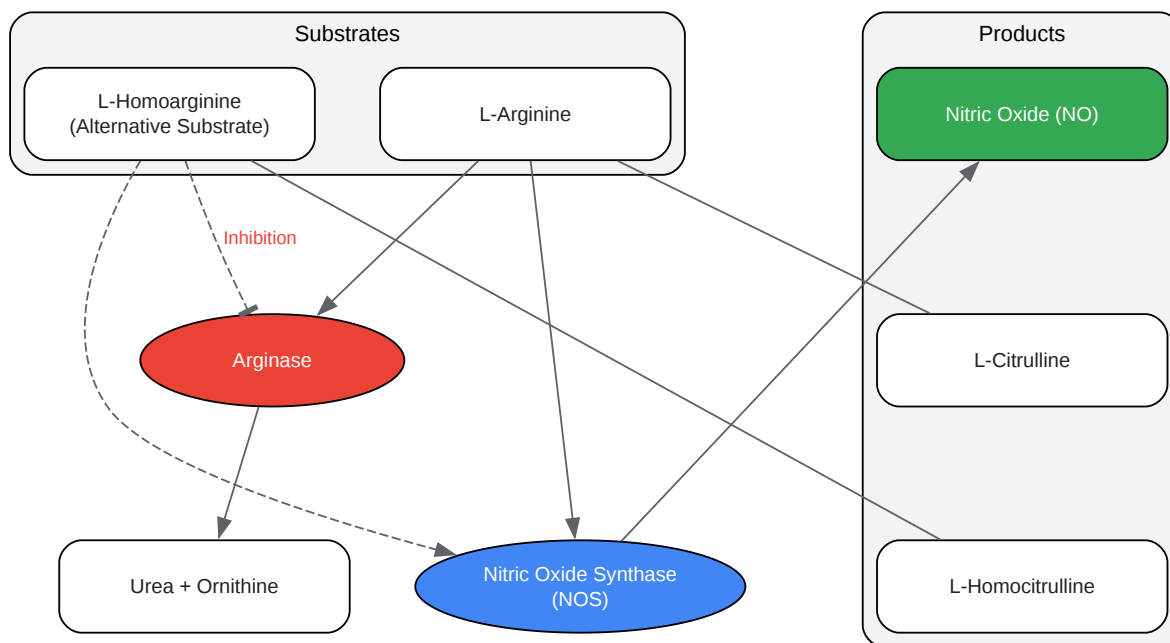 Substrates
Products
L-Homoarginine
(Alternative Substrate)
L-Arginine
Nitric Oxide (NO)
Inhibition
Arginase
L-Citrulline
Urea + Ornithine
Nitric Oxide Synthase
(NOS)
L-Homocitrulline